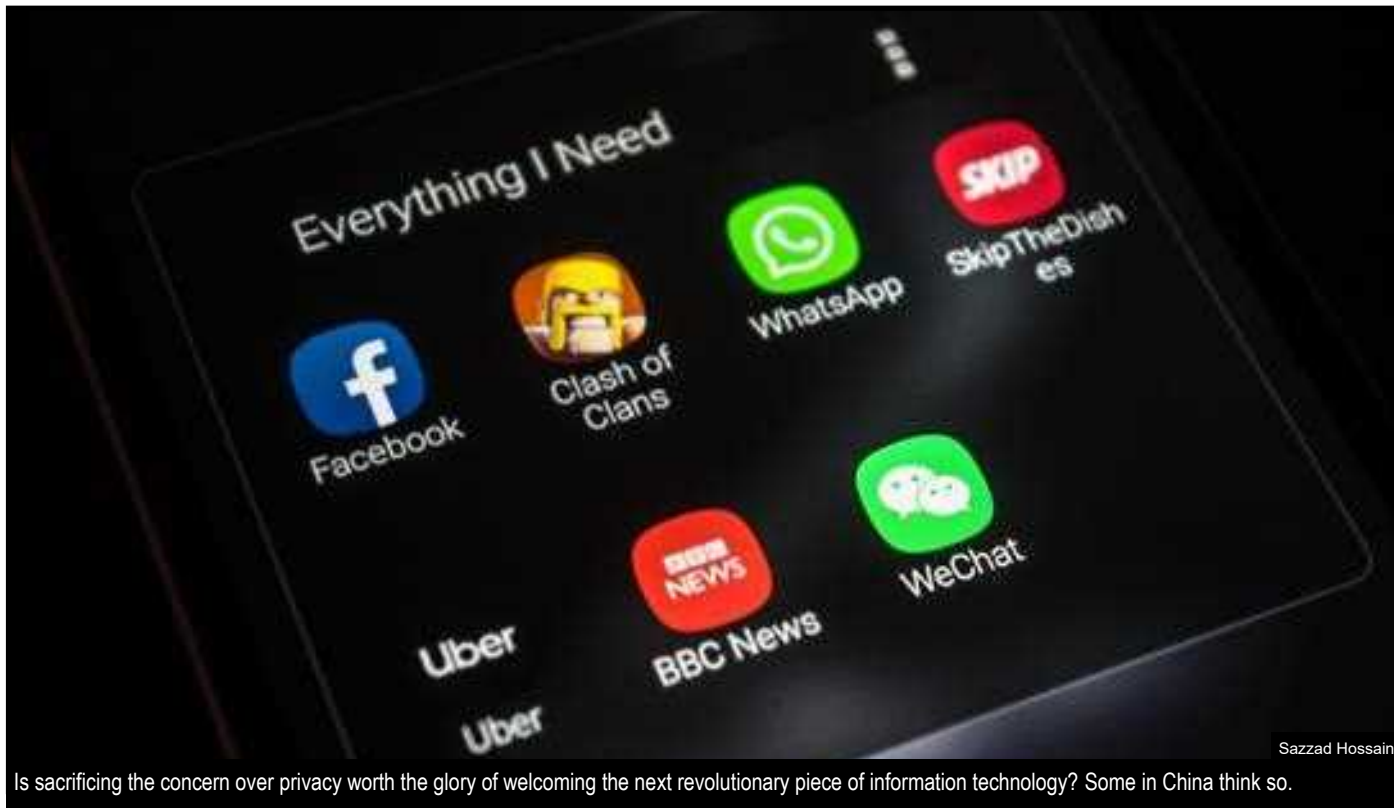 Everything I Need
SKIP
SkipTheDish
es
WhatsApp
Clash of
Clans
f
Facebook
WeChat
BBC
NEWS
BBC News
Uber
Uber
Sazzad Hossain
Is sacrificing the concern over privacy worth the glory of welcoming the next revolutionary piece of information technology? Some in China think so.